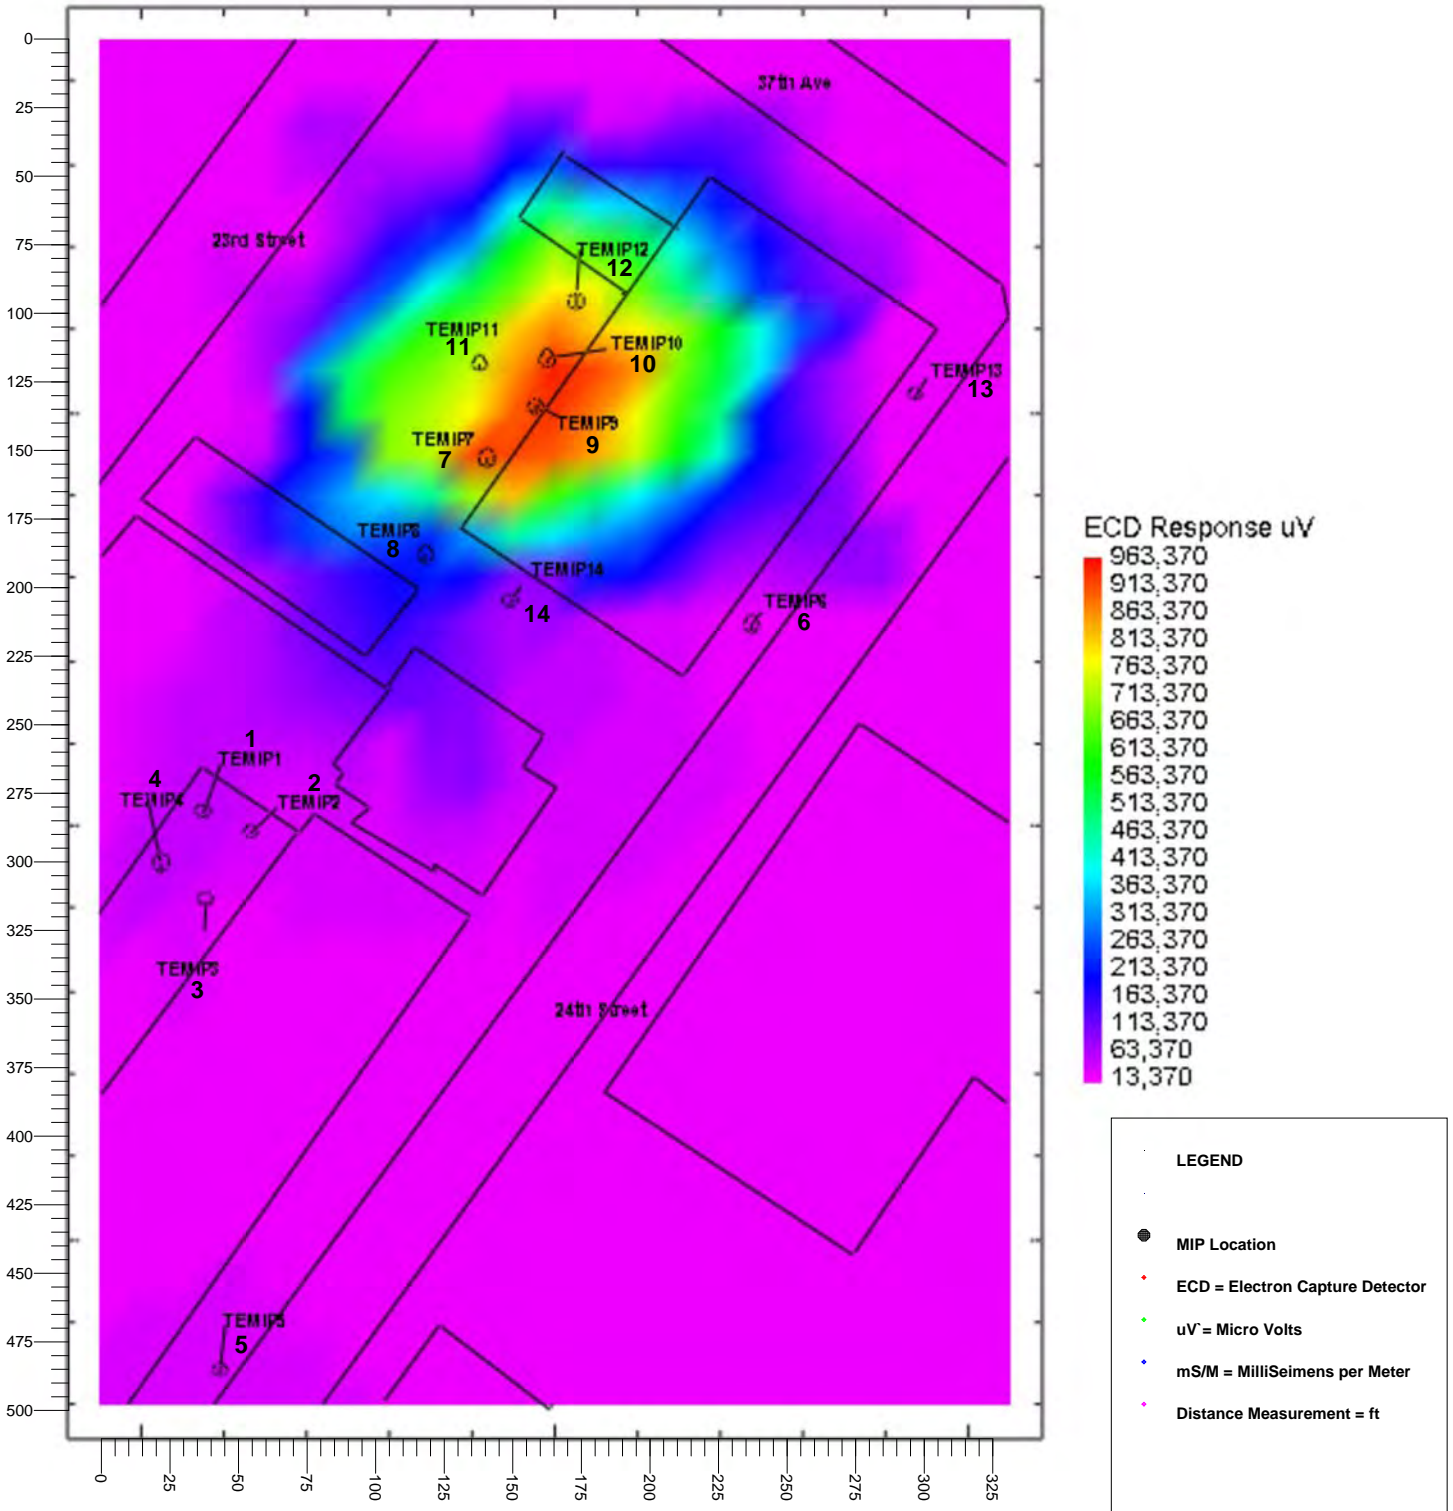 0
25
50
75
100
125
150
175
200
225
250
275
300
325
350
375
400
425
450
475
500
37th Ave
23rd Street
TEMIP12
12
TEMIP11
11
TEMIP10
10
TEMIP13
13
TEMIP9
9
TEMIP7
7
TEMIP8
8
TEMIP14
14
TEMIP6
6
1
TEMIP1
4
TEMIP4
2
TEMIP2
TEMIP3
3
24th Street
TEMIP5
5
0
25
50
75
100
125
150
175
200
225
250
275
300
325
ECD Response uV
963,370
913,370
863,370
813,370
763,370
713,370
663,370
613,370
563,370
513,370
463,370
413,370
363,370
313,370
263,370
213,370
163,370
113,370
63,370
13,370
LEGEND
MIP Location
ECD = Electron Capture Detector
uV`= Micro Volts
mS/M = MilliSeimens per Meter
Distance Measurement = ft